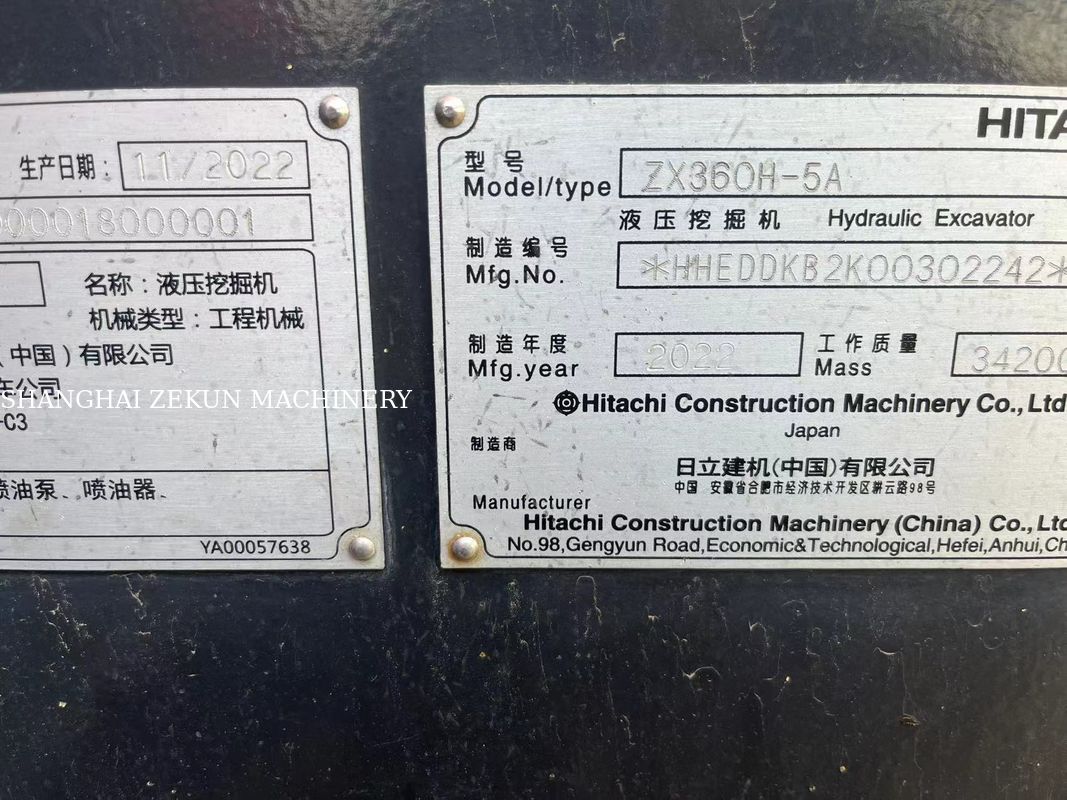 生产日期: 11/2022
000018000001
名称: 液压挖掘机
机械类型: 工程机械
(中国)有限公司
公司
-C3
喷油泵、喷油器、
YA00057638
SHANGHAI ZEKUN MACHINERY
HITA
型号
Model/type ZX360H-5A
液压挖掘机 Hydraulic Excavator
制造编号
Mfg.No. *HHEDDKB2K00302242*
制造年度 2022 工作质量 34200
Mfg.year Mass
Hitachi Construction Machinery Co., Ltd
Japan
制造商
日立建机(中国)有限公司
中国 安徽省合肥市经济技术开发区耕云路98号
Manufacturer
Hitachi Construction Machinery (China) Co., Ltd
No.98,Gengyun Road,Economic&Technological,Hefei,Anhui,Ch